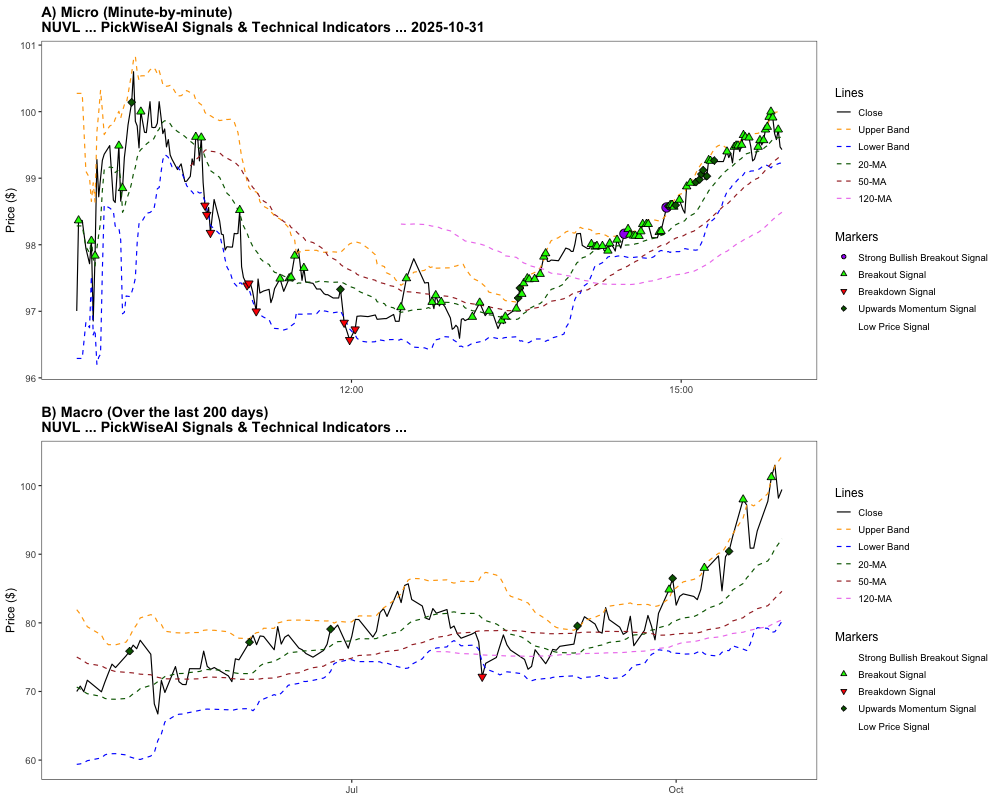 A) Micro (Minute-by-minute)
NUVL ... PickWiseAI Signals & Technical Indicators ... 2025-10-31
101
100
99
98
97
96
Price ($)
12:00
15:00
Lines
Close
Upper Band
Lower Band
20-MA
50-MA
120-MA
Markers
Strong Bullish Breakout Signal
Breakout Signal
Breakdown Signal
Upwards Momentum Signal
Low Price Signal
B) Macro (Over the last 200 days)
NUVL ... PickWiseAI Signals & Technical Indicators ...
100
90
80
70
60
Price ($)
Jul
Oct
Lines
Close
Upper Band
Lower Band
20-MA
50-MA
120-MA
Markers
Strong Bullish Breakout Signal
Breakout Signal
Breakdown Signal
Upwards Momentum Signal
Low Price Signal